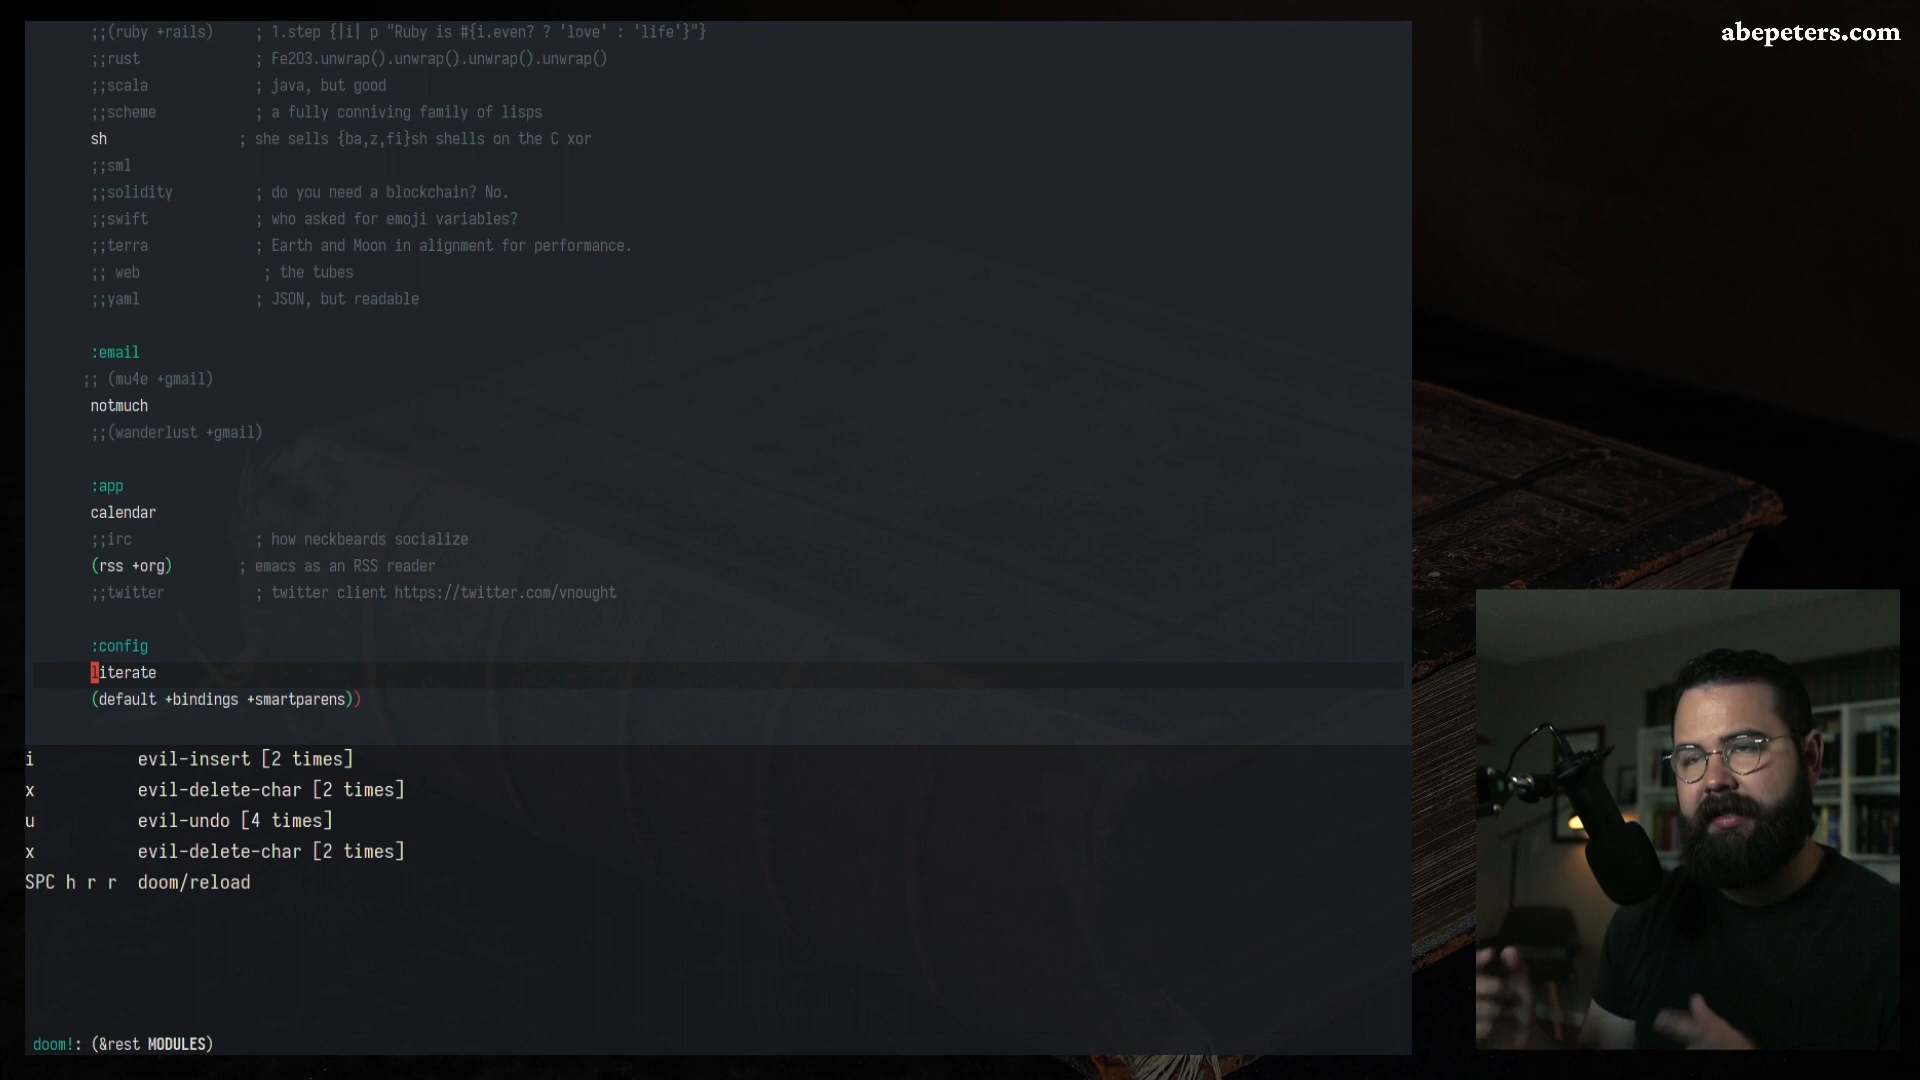 abepeters.com
;;(ruby +rails)     ; 1.step {|i| p "Ruby is #{i.even? ? 'love' : 'life'}"}
;;rust              ; Fe2O3.unwrap().unwrap().unwrap().unwrap()
;;scala             ; java, but good
;;scheme            ; a fully conniving family of lisps
sh                ; she sells {ba,z,fi}sh shells on the C xor
;;sml
;;solidity          ; do you need a blockchain? No.
;;swift             ; who asked for emoji variables?
;;terra             ; Earth and Moon in alignment for performance.
;; web               ; the tubes
;;yaml              ; JSON, but readable
:email
;; (mu4e +gmail)
notmuch
;;(wanderlust +gmail)
:app
calendar
;;irc               ; how neckbeards socialize
(rss +org)        ; emacs as an RSS reader
;;twitter           ; twitter client https://twitter.com/vnought
:config
literate
(default +bindings +smartparens))
i            evil-insert [2 times]
x            evil-delete-char [2 times]
u            evil-undo [4 times]
x            evil-delete-char [2 times]
SPC h r r  doom/reload
doom!: (&rest MODULES)